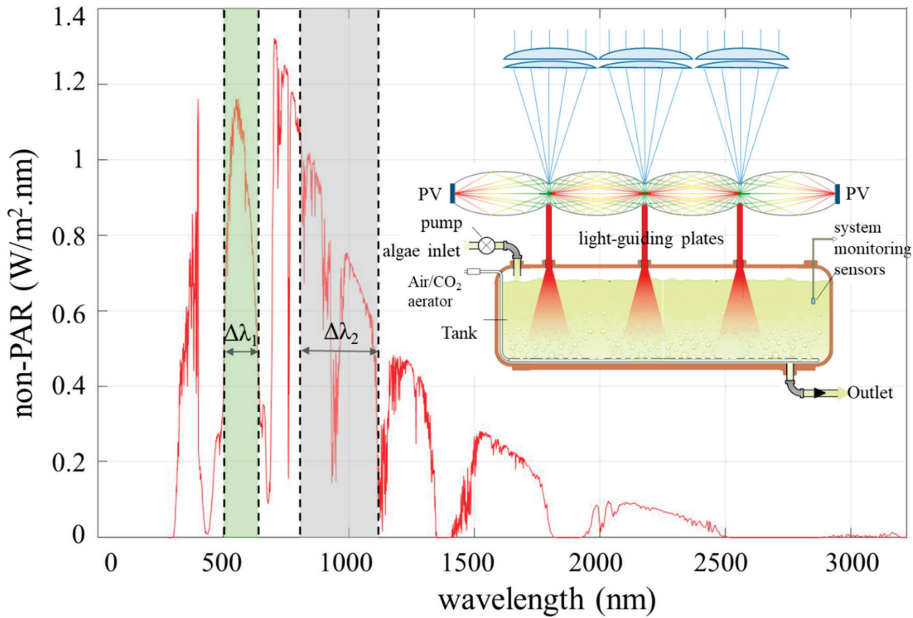 1.4
1.2
1
0.8
0.6
0.4
0.2
0
non-PAR (W/m².nm)
0
500
1000
1500
2000
2500
3000
wavelength (nm)
Δλ₁
Δλ₂
PV
PV
pump
algae inlet
light-guiding plates
system
monitoring
sensors
Air/CO₂
aerator
Tank
Outlet